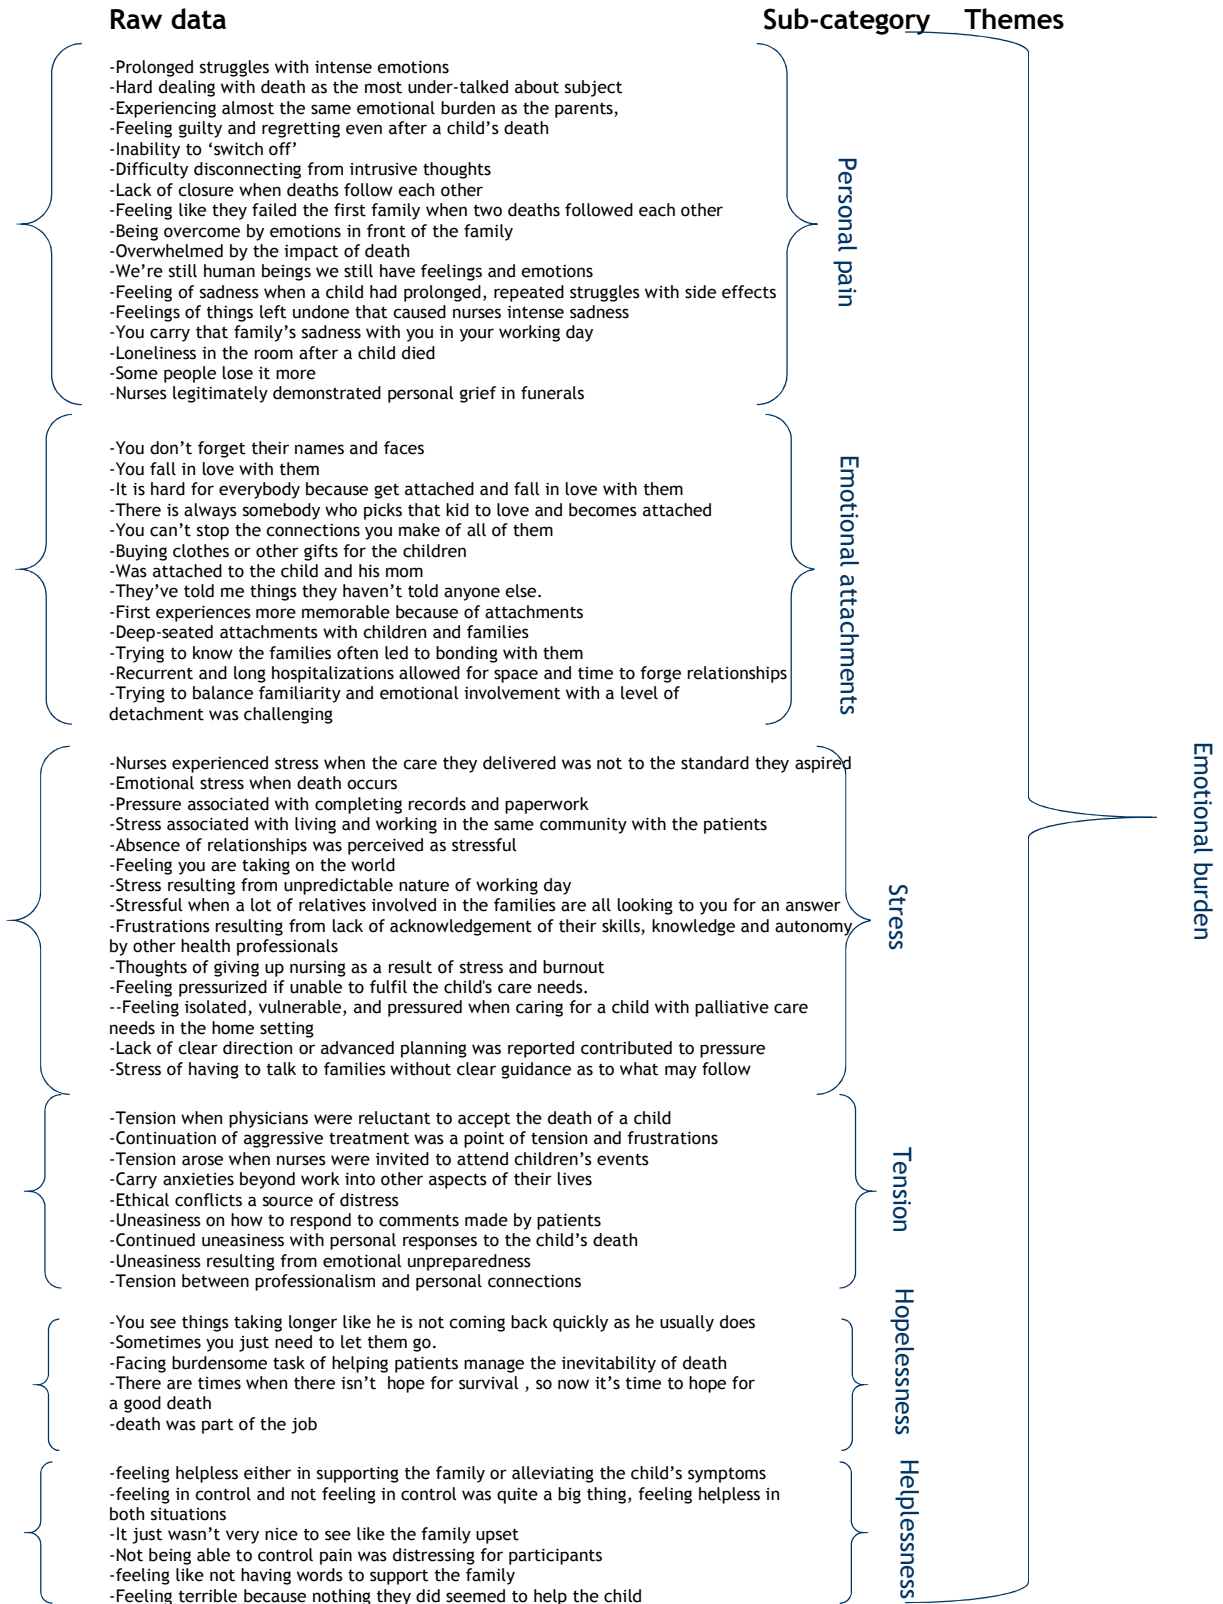 Raw data Sub-category Themes
-Prolonged struggles with intense emotions
-Hard dealing with death as the most under-talked about subject
-Experiencing almost the same emotional burden as the parents,
-Feeling guilty and regretting even after a child’s death
-Inability to ‘switch off’
-Difficulty disconnecting from intrusive thoughts
-Lack of closure when deaths follow each other
-Feeling like they failed the first family when two deaths followed each other
-Being overcome by emotions in front of the family
-Overwhelmed by the impact of death
-We’re still human beings we still have feelings and emotions
-Feeling of sadness when a child had prolonged, repeated struggles with side effects
-Feelings of things left undone that caused nurses intense sadness
-You carry that family’s sadness with you in your working day
-Loneliness in the room after a child died
-Some people lose it more
-Nurses legitimately demonstrated personal grief in funerals
Personal pain
-You don’t forget their names and faces
-You fall in love with them
-It is hard for everybody because get attached and fall in love with them
-There is always somebody who picks that kid to love and becomes attached
-You can’t stop the connections you make of all of them
-Buying clothes or other gifts for the children
-Was attached to the child and his mom
-They’ve told me things they haven’t told anyone else.
-First experiences more memorable because of attachments
-Deep-seated attachments with children and families
-Trying to know the families often led to bonding with them
-Recurrent and long hospitalizations allowed for space and time to forge relationships
-Trying to balance familiarity and emotional involvement with a level of
detachment was challenging
Emotional attachments
-Nurses experienced stress when the care they delivered was not to the standard they aspired
-Emotional stress when death occurs
-Pressure associated with completing records and paperwork
-Stress associated with living and working in the same community with the patients
-Absence of relationships was perceived as stressful
-Feeling you are taking on the world
-Stress resulting from unpredictable nature of working day
-Stressful when a lot of relatives involved in the families are all looking to you for an answer
-Frustrations resulting from lack of acknowledgement of their skills, knowledge and autonomy
by other health professionals
-Thoughts of giving up nursing as a result of stress and burnout
-Feeling pressurized if unable to fulfil the child's care needs.
--Feeling isolated, vulnerable, and pressured when caring for a child with palliative care
needs in the home setting
-Lack of clear direction or advanced planning was reported contributed to pressure
-Stress of having to talk to families without clear guidance as to what may follow
Stress
-Tension when physicians were reluctant to accept the death of a child
-Continuation of aggressive treatment was a point of tension and frustrations
-Tension arose when nurses were invited to attend children’s events
-Carry anxieties beyond work into other aspects of their lives
-Ethical conflicts a source of distress
-Uneasiness on how to respond to comments made by patients
-Continued uneasiness with personal responses to the child’s death
-Uneasiness resulting from emotional unpreparedness
-Tension between professionalism and personal connections
Tension
-You see things taking longer like he is not coming back quickly as he usually does
-Sometimes you just need to let them go.
-Facing burdensome task of helping patients manage the inevitability of death
-There are times when there isn’t hope for survival , so now it’s time to hope for
a good death
-death was part of the job
Hopelessness
-feeling helpless either in supporting the family or alleviating the child’s symptoms
-feeling in control and not feeling in control was quite a big thing, feeling helpless in
both situations
-It just wasn’t very nice to see like the family upset
-Not being able to control pain was distressing for participants
-feeling like not having words to support the family
-Feeling terrible because nothing they did seemed to help the child
Helplessness
Emotional burden